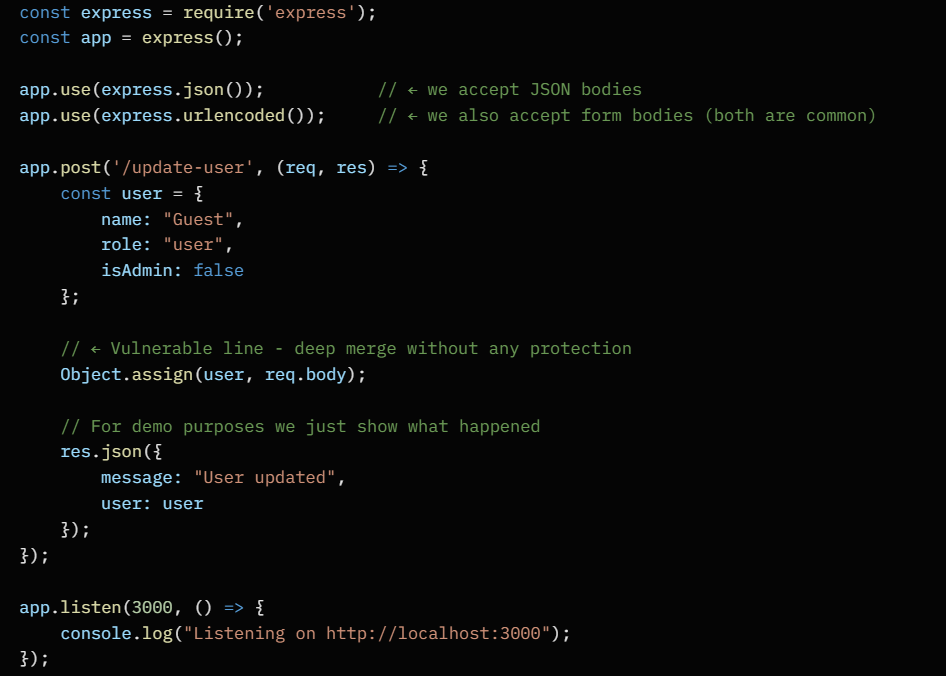 const express = require('express');
const app = express();
app.use(express.json());           // ← we accept JSON bodies
app.use(express.urlencoded());     // ← we also accept form bodies (both are common)
app.post('/update-user', (req, res) => {
    const user = {
        name: "Guest",
        role: "user",
        isAdmin: false
    };
    // ← Vulnerable line - deep merge without any protection
    Object.assign(user, req.body);
    // For demo purposes we just show what happened
    res.json({
        message: "User updated",
        user: user
    });
});
app.listen(3000, () => {
    console.log("Listening on http://localhost:3000");
});